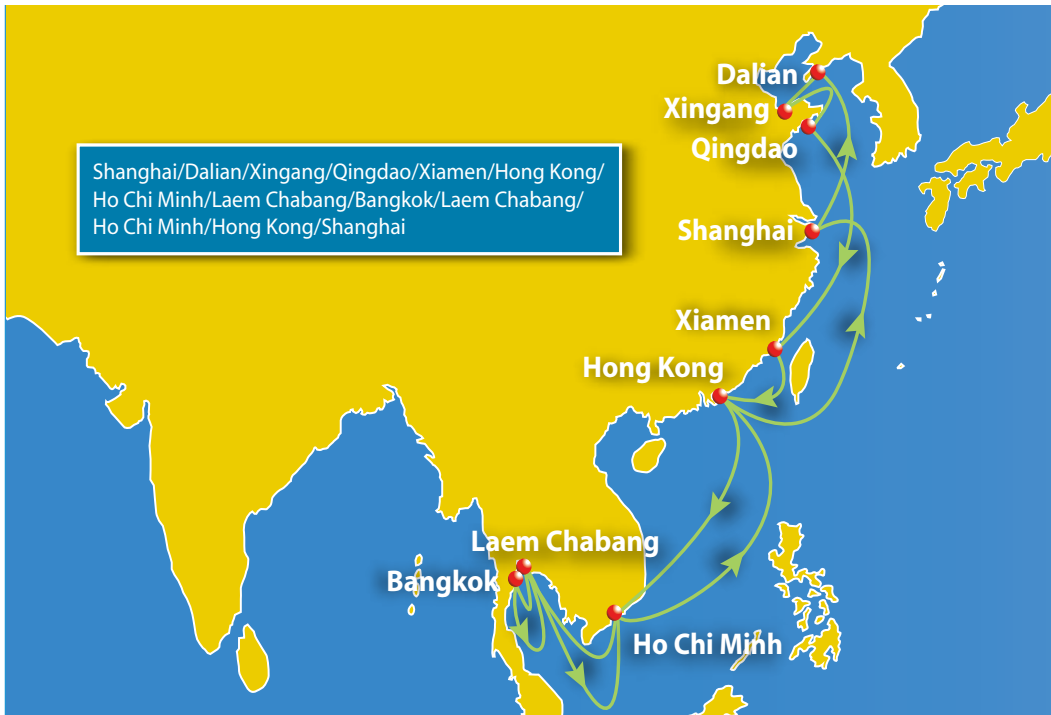 Dalian
Xingang
Qingdao
Shanghai/Dalian/Xingang/Qingdao/Xiamen/Hong Kong/
Ho Chi Minh/Laem Chabang/Bangkok/Laem Chabang/
Ho Chi Minh/Hong Kong/Shanghai
Shanghai
Xiamen
Hong Kong
Laem Chabang
Bangkok
Ho Chi Minh